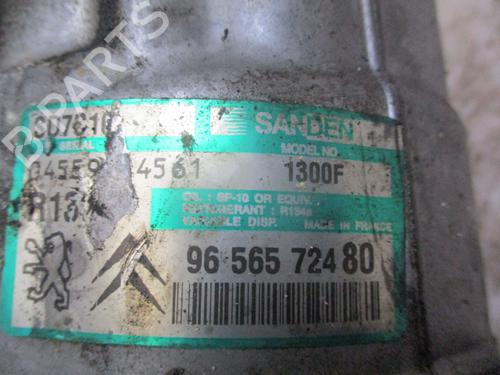 BPARTS
SD7C16
SANDEN
SERIAL
MODEL NO
1300F
OIL : SP-10 OR EQUIV.
REFRIGERANT : R134a
VARIABLE DISP. MADE IN FRANCE
96 565 724 80